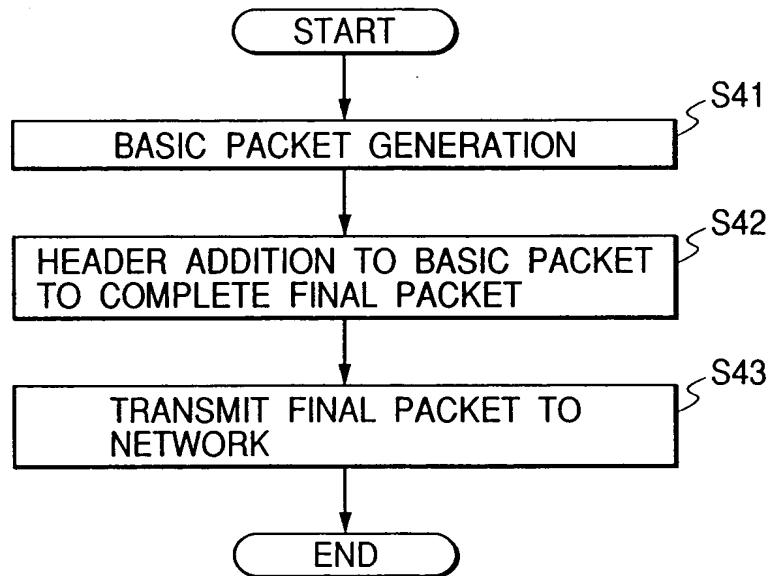 START
S41
BASIC PACKET GENERATION
S42
HEADER ADDITION TO BASIC PACKET
TO COMPLETE FINAL PACKET
S43
TRANSMIT FINAL PACKET TO
NETWORK
END